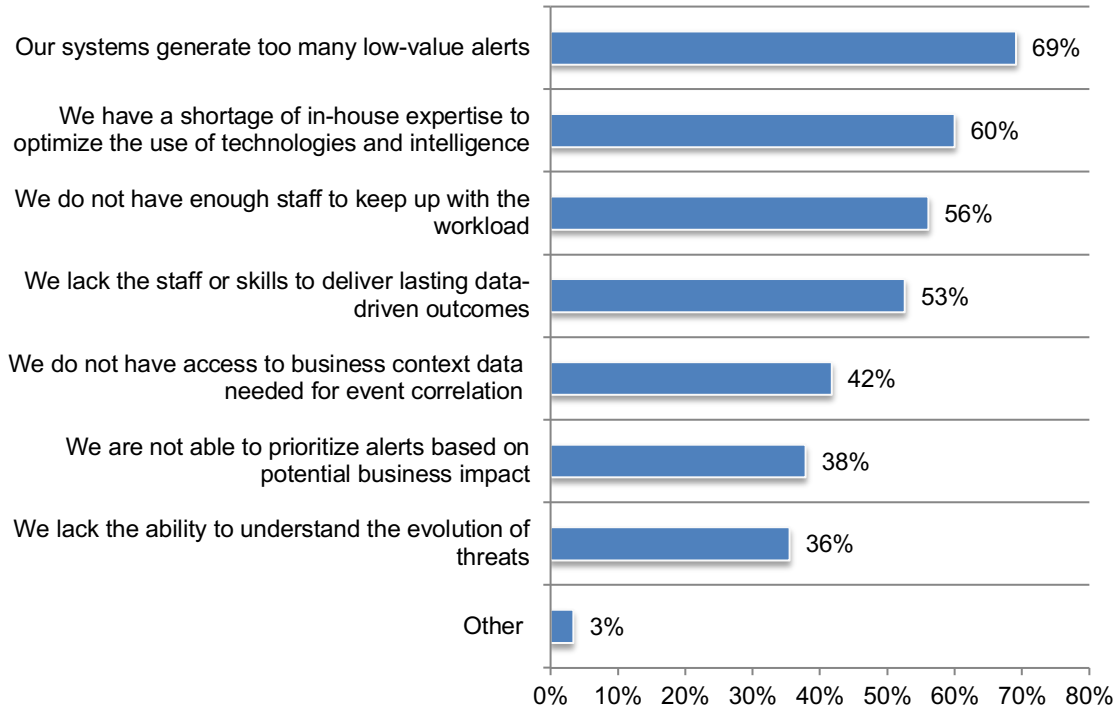 Our systems generate too many low-value alerts
69%
We have a shortage of in-house expertise to
optimize the use of technologies and intelligence
60%
We do not have enough staff to keep up with the
workload
56%
We lack the staff or skills to deliver lasting data-
driven outcomes
53%
We do not have access to business context data
needed for event correlation
42%
We are not able to prioritize alerts based on
potential business impact
38%
We lack the ability to understand the evolution of
threats
36%
Other
3%
0% 10% 20% 30% 40% 50% 60% 70% 80%